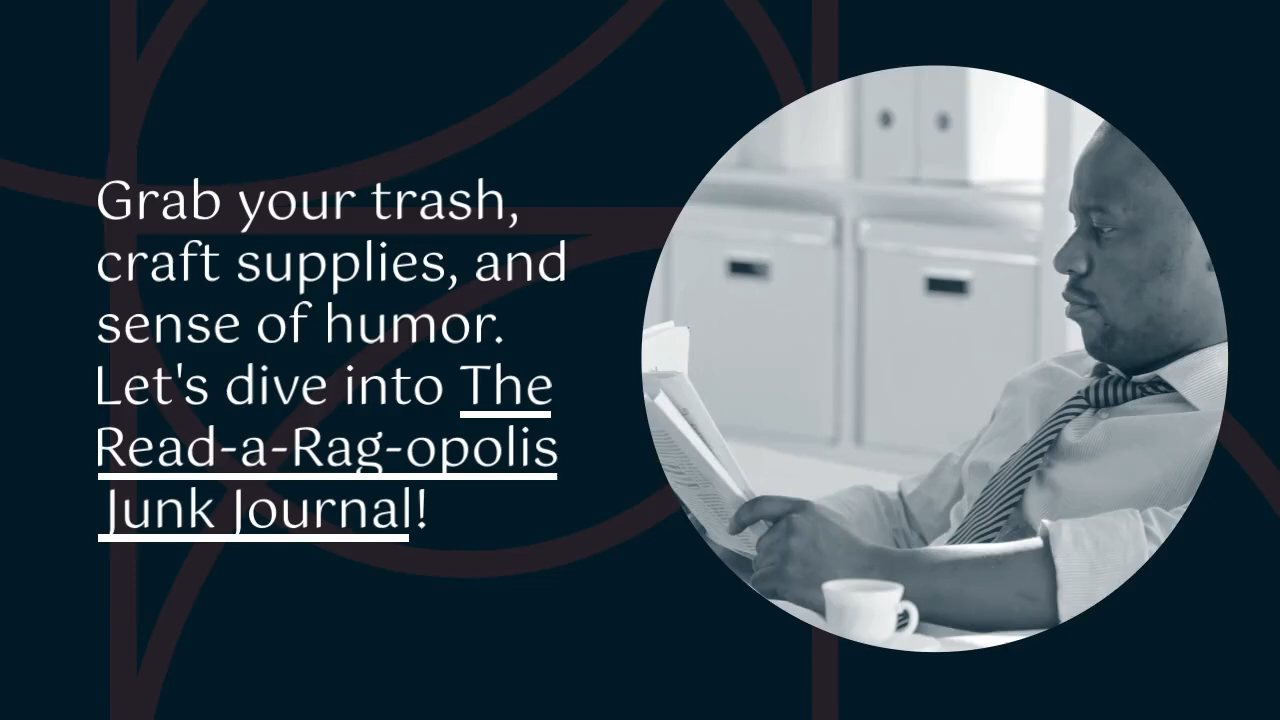 Grab your trash,
craft supplies, and
sense of humor.
Let's dive into The
Read-a-Rag-opolis
Junk Journal!